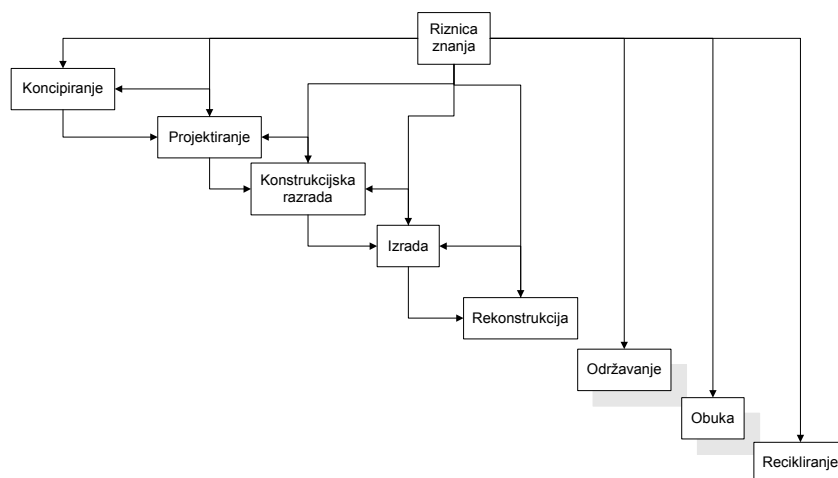 Riznica
znanja
Koncipiranje
Projektiranje
Konstrukcijska
razrada
Izrada
Rekonstrukcija
Održavanje
Obuka
Recikliranje